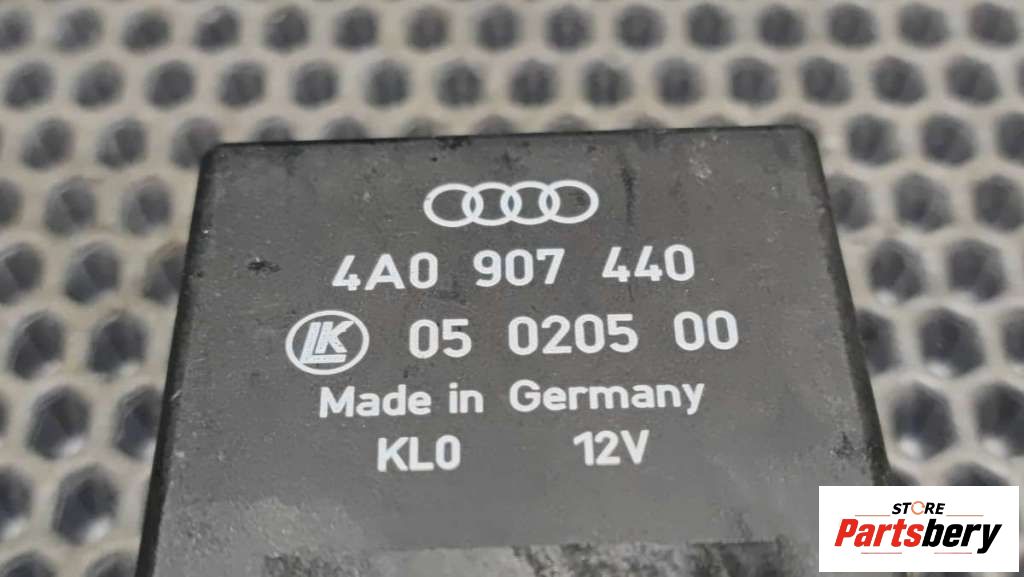 4A0 907 440
LK 05 0205 00
Made in Germany
KL0 12V
STORE
Partsbery